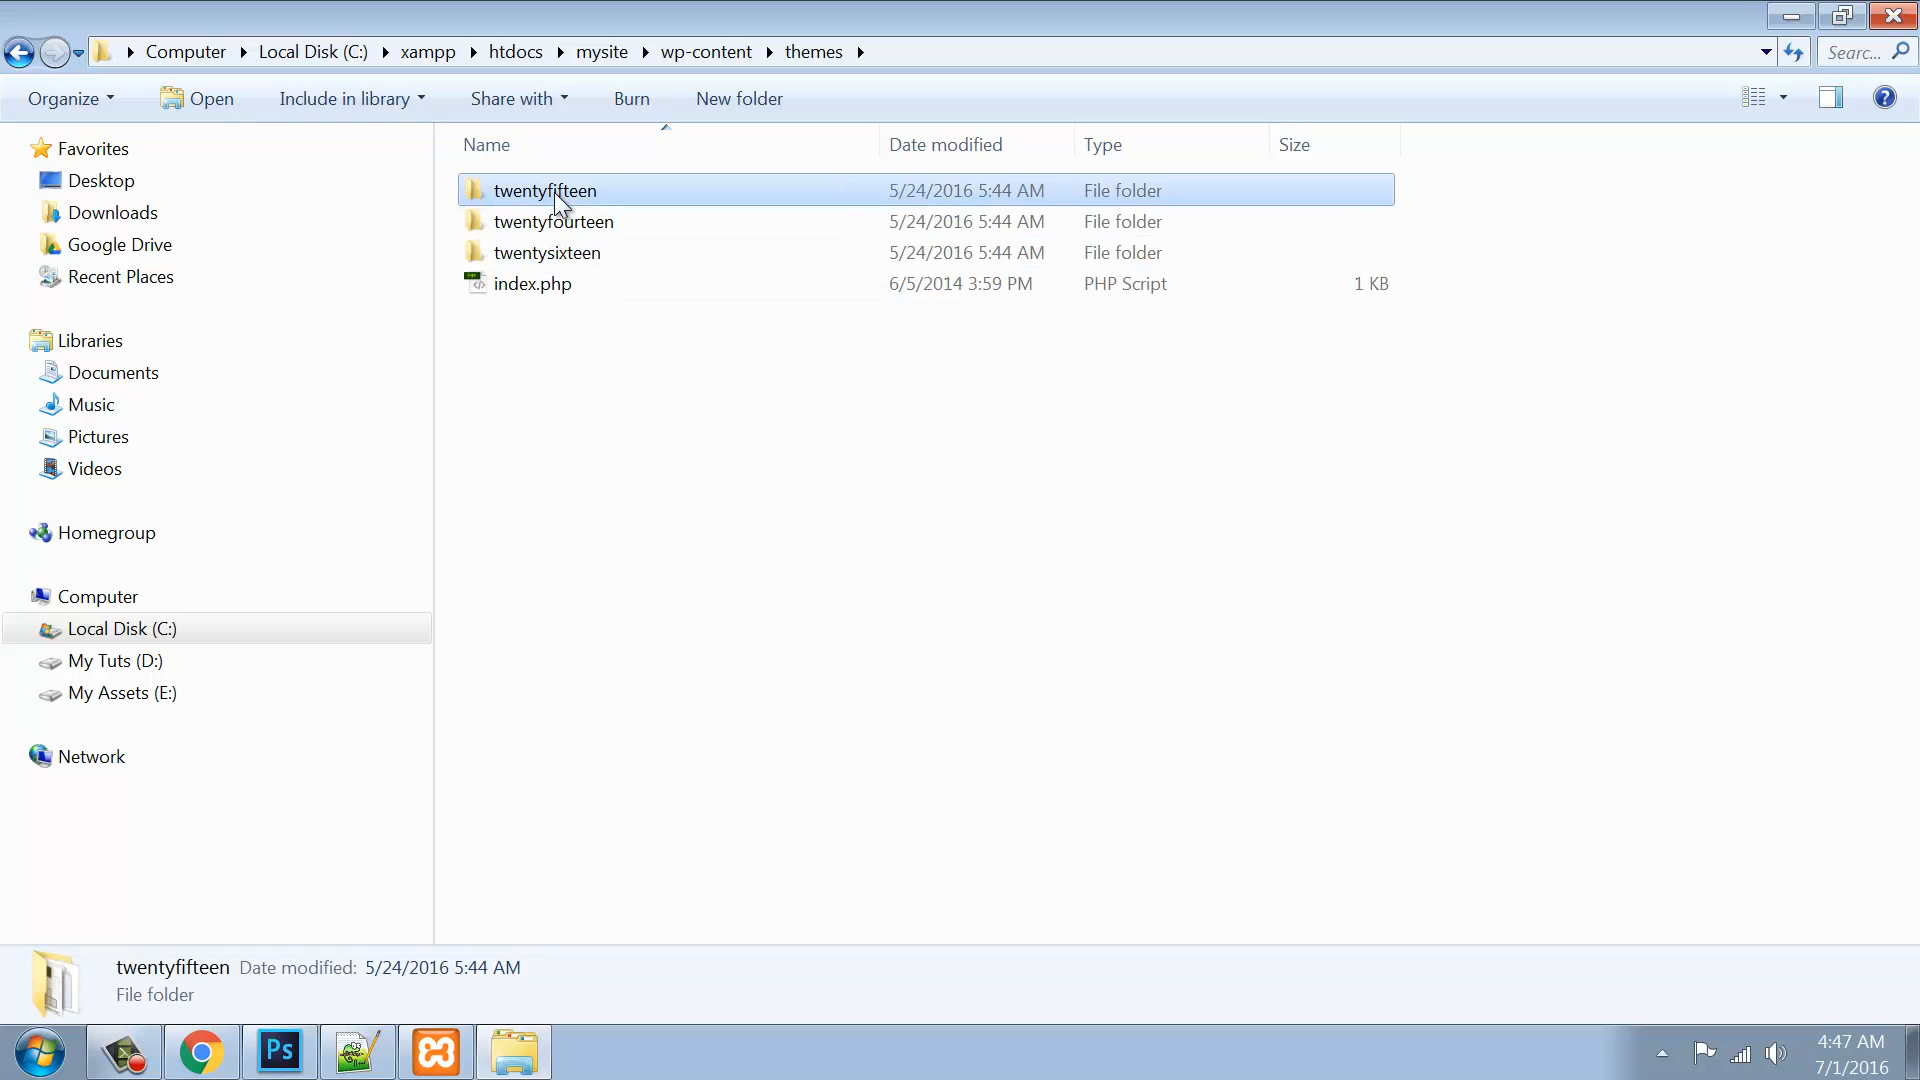 Computer Local Disk (C:) xampp htdocs mysite wp-content themes Searc...
Organize Open Include in library Share with Burn New folder
Name Date modified Type Size
twentyfifteen 5/24/2016 5:44 AM File folder
twentyfourteen 5/24/2016 5:44 AM File folder
twentysixteen 5/24/2016 5:44 AM File folder
index.php 6/5/2014 3:59 PM PHP Script 1 KB
Favorites
Desktop
Downloads
Google Drive
Recent Places
Libraries
Documents
Music
Pictures
Videos
Homegroup
Computer
Local Disk (C:)
My Tuts (D:)
My Assets (E:)
Network
twentyfifteen Date modified: 5/24/2016 5:44 AM
File folder
Ps
4:47 AM
7/1/2016